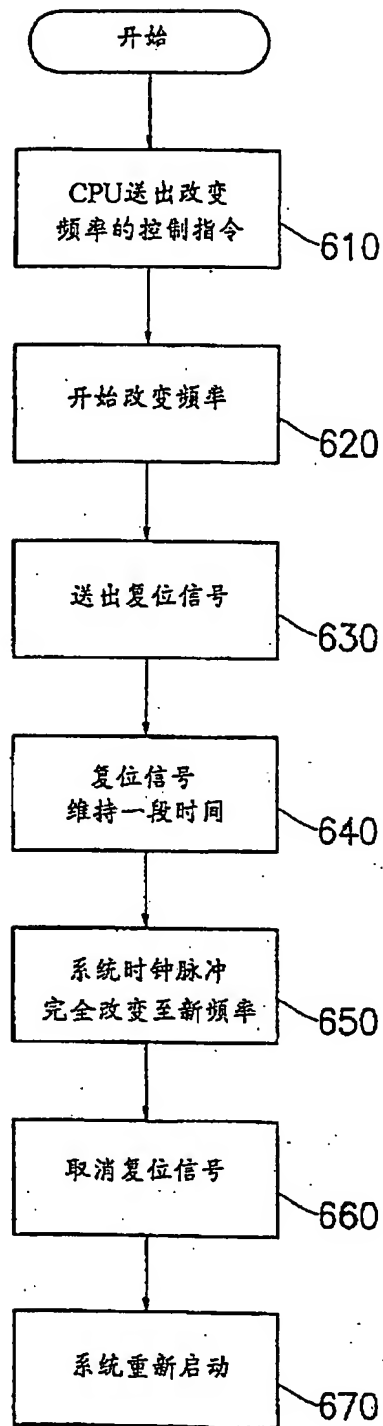 开始
CPU送出改变
频率的控制指令
610
开始改变频率
620
送出复位信号
630
复位信号
维持一段时间
640
系统时钟脉冲
完全改变至新频率
650
取消复位信号
660
系统重新启动
670